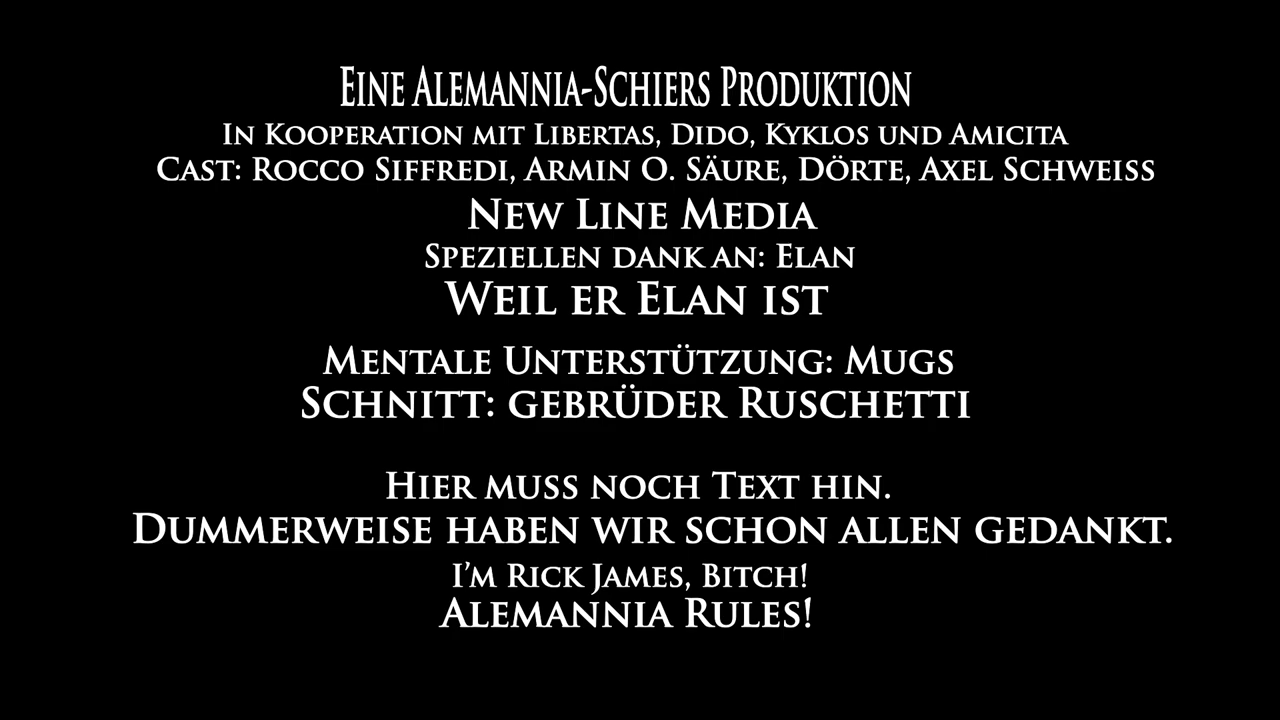 Eine Alemannia-Schiers Produktion
In Kooperation mit Libertas, Dido, Kyklos und Amicita
Cast: Rocco Siffredi, Armin O. Säure, Dörte, Axel Schweiss
New Line Media
Speziellen dank an: Elan
Weil er Elan ist
Mentale Unterstützung: Mugs
Schnitt: gebrüder Ruschetti
Hier muss noch Text hin.
Dummerweise haben wir schon allen gedankt.
I'm Rick James, Bitch!
Alemannia Rules!